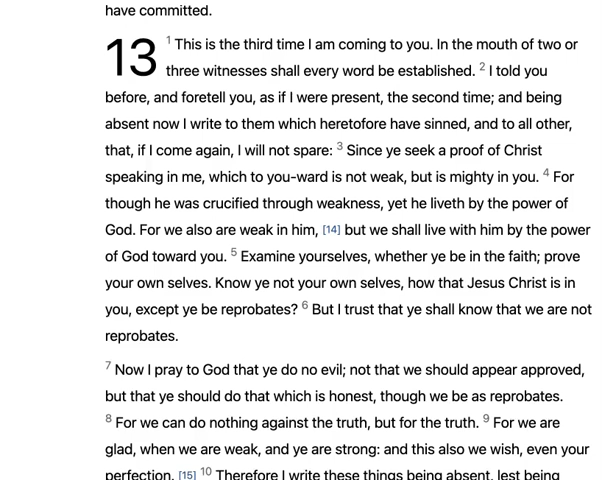 have committed.
13 1 This is the third time I am coming to you. In the mouth of two or
three witnesses shall every word be established. 2 I told you
before, and foretell you, as if I were present, the second time; and being
absent now I write to them which heretofore have sinned, and to all other,
that, if I come again, I will not spare: 3 Since ye seek a proof of Christ
speaking in me, which to you-ward is not weak, but is mighty in you. 4 For
though he was crucified through weakness, yet he liveth by the power of
God. For we also are weak in him, [14] but we shall live with him by the power
of God toward you. 5 Examine yourselves, whether ye be in the faith; prove
your own selves. Know ye not your own selves, how that Jesus Christ is in
you, except ye be reprobates? 6 But I trust that ye shall know that we are not
reprobates.
7 Now I pray to God that ye do no evil; not that we should appear approved,
but that ye should do that which is honest, though we be as reprobates.
8 For we can do nothing against the truth, but for the truth. 9 For we are
glad, when we are weak, and ye are strong: and this also we wish, even your
perfection. [15] 10 Therefore I write these things being absent, lest being